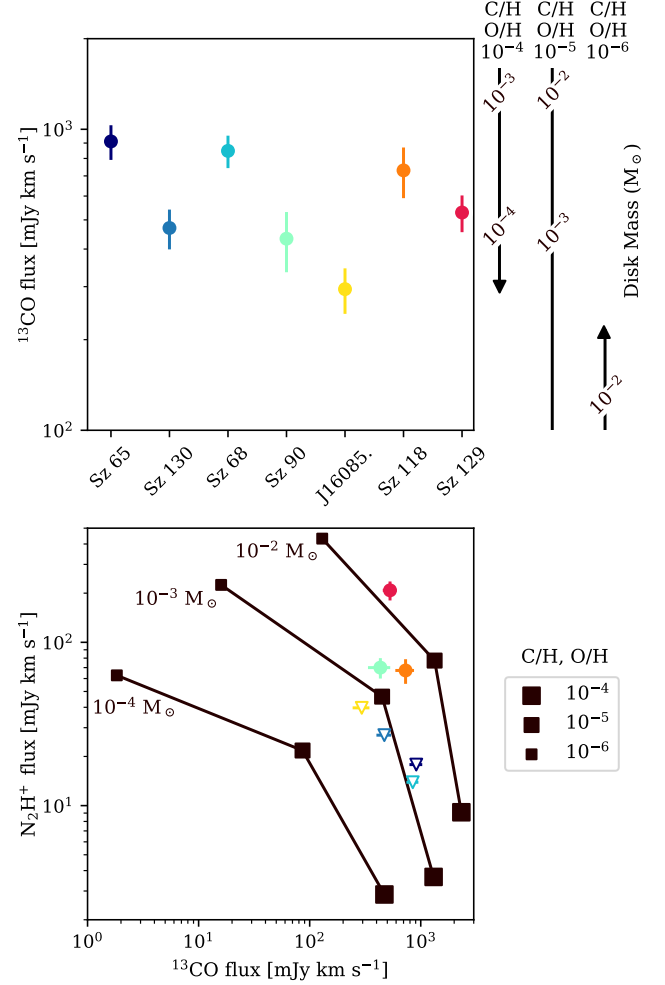 C/H C/H C/H
O/H O/H O/H
10⁻⁴ 10⁻⁵ 10⁻⁶
10⁻³ 10⁻²
10³
10⁻⁴ 10⁻³
10⁻²
10²
¹³CO flux [mJy km s⁻¹]
Disk Mass (M☉)
Sz 65 Sz 130 Sz 68 Sz 90 J16085. Sz 118 Sz 129
10⁻² M☉
10⁻³ M☉
10⁻⁴ M☉
10²
10¹
N₂H⁺ flux [mJy km s⁻¹]
C/H, O/H
10⁻⁴
10⁻⁵
10⁻⁶
10⁰ 10¹ 10² 10³
¹³CO flux [mJy km s⁻¹]